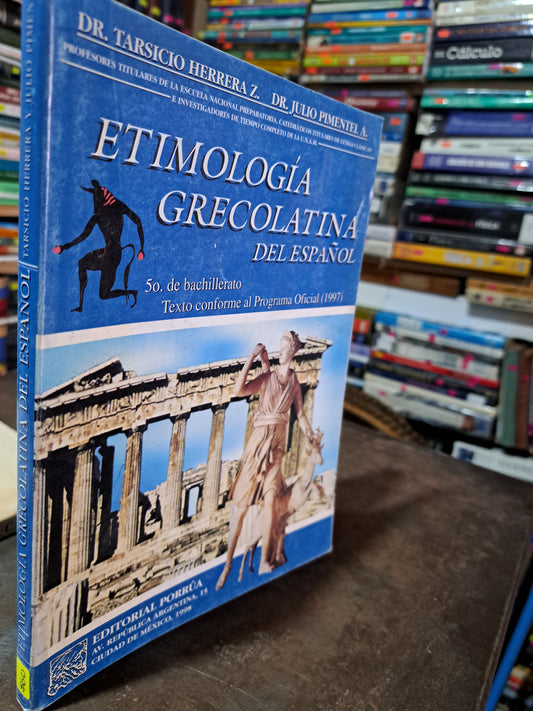 DR. TARSICIO HERRERA Z. DR. JULIO PIMENTEL A.
PROFESORES TITULARES DE LA ESCUELA NACIONAL PREPARATORIA, CATEDRÁTICOS TITULARES DE LETRAS CLÁSICAS
E INVESTIGADORES DE TIEMPO COMPLETO DE LA U.N.A.M.
ETIMOLOGÍA
GRECOLATINA
DEL ESPAÑOL
5o. de bachillerato
Texto conforme al Programa Oficial (1997)
EDITORIAL PORRÚA
AV. REPÚBLICA ARGENTINA, 15
CIUDAD DE MÉXICO, 1998
ETIMOLOGÍA GRECOLATINA DEL ESPAÑOL TARSICIO HERRERA Y JULIO PIMEN
Cálculo